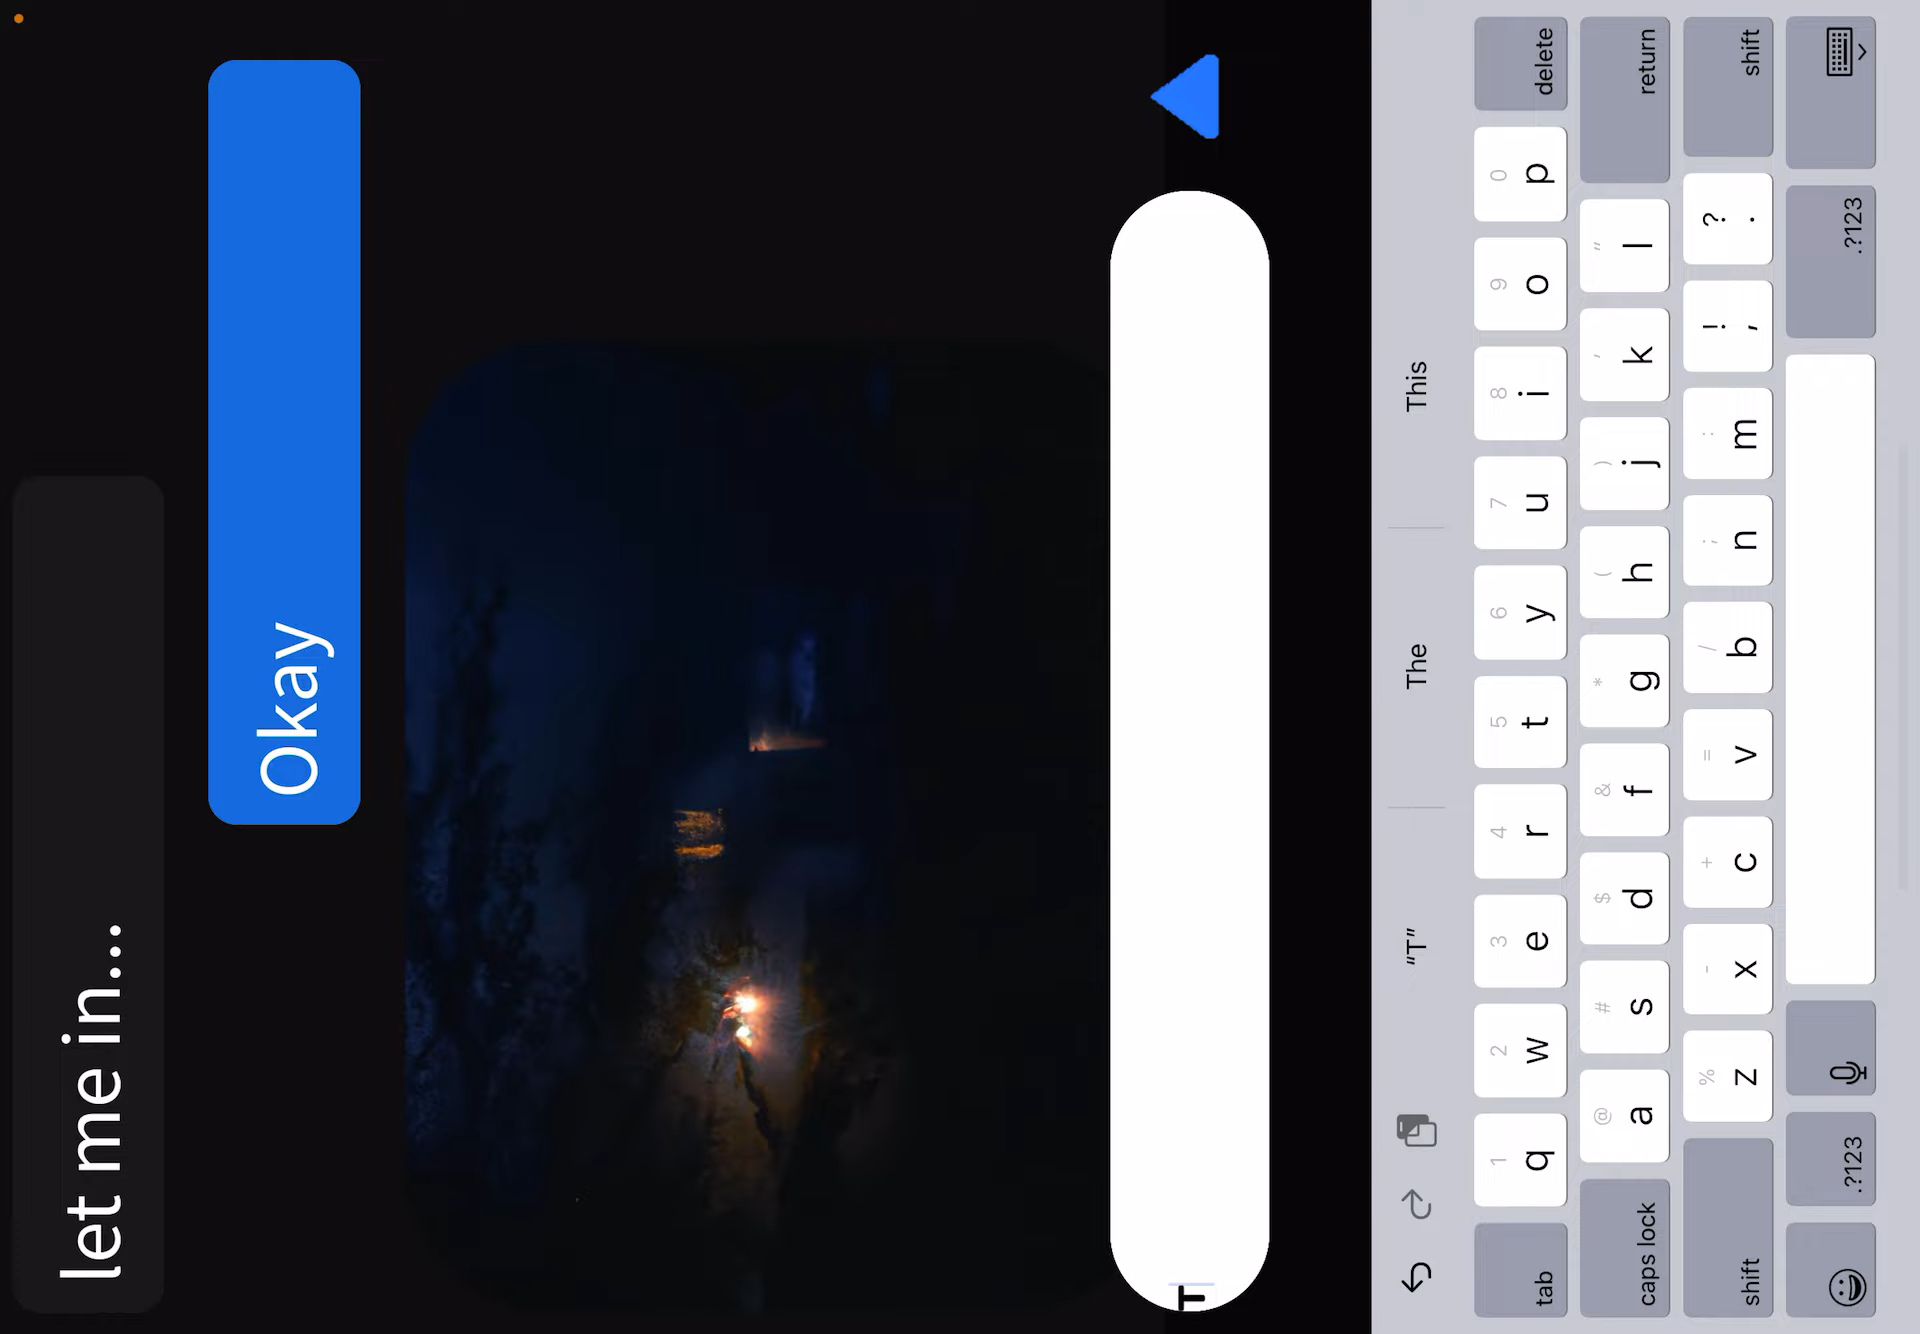 let me in...
Okay
T
"T" The This
tab 1 q 2 w 3 e 4 r 5 t 6 y 7 u 8 i 9 o 0 p delete
caps lock @ a # s $ d & f * g ( h ) j ' k " l return
shift % z - x + c = v / b ; n : m ! , ? . shift
.?123 .?123